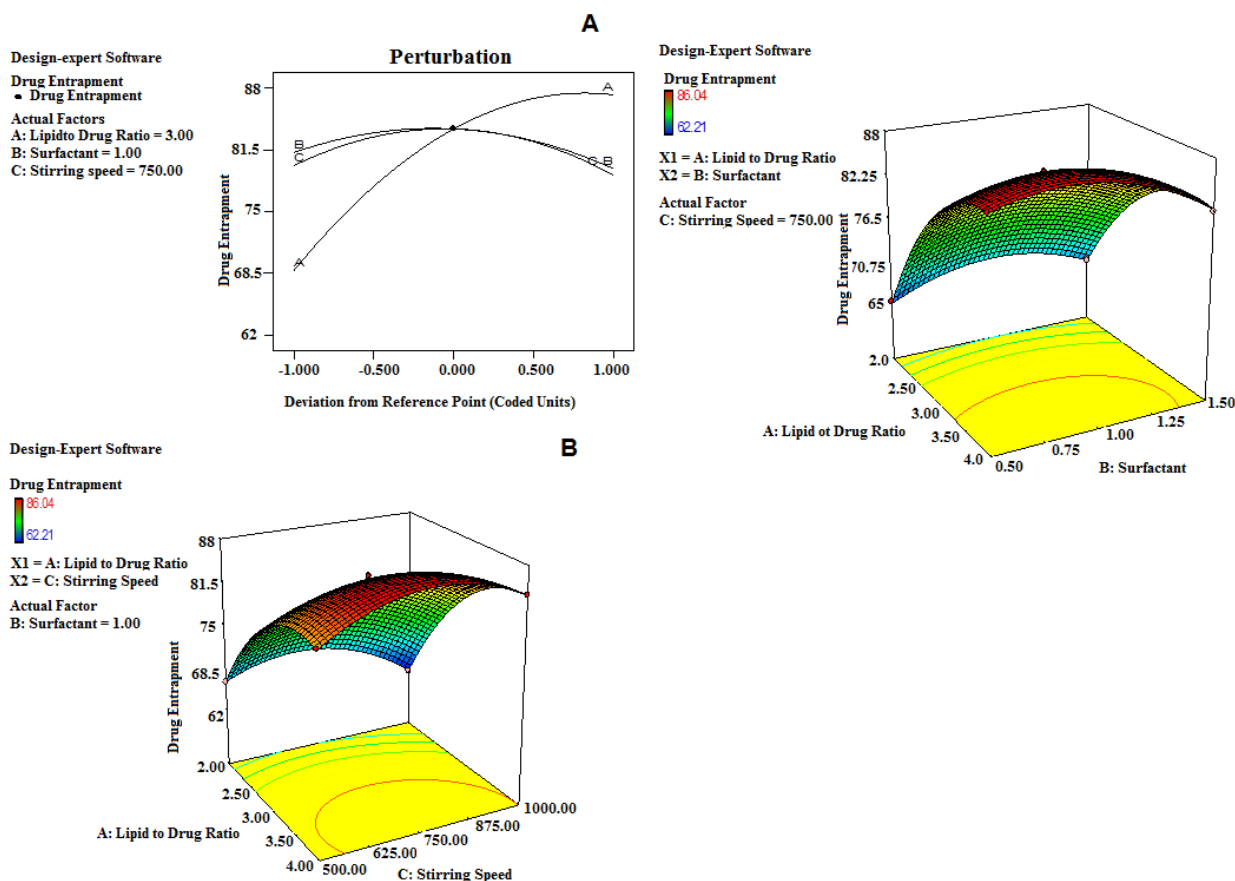 A
Design-expert Software
Drug Entrapment
Drug Entrapment
Actual Factors
A: Lipidto Drug Ratio = 3.00
B: Surfactant = 1.00
C: Stirring speed = 750.00
Perturbation
88
81.5
75
68.5
62
Drug Entrapment
A
B
C
A
C B
-1.000 -0.500 0.000 0.500 1.000
Deviation from Reference Point (Coded Units)
Design-Expert Software
Drug Entrapment
86.04
62.21
X1 = A: Lipid to Drug Ratio
X2 = B: Surfactant
Actual Factor
C: Stirring Speed = 750.00
88
82.25
76.5
70.75
65
Drug Entrapment
2.0
2.50
3.00
3.50
4.0
A: Lipid ot Drug Ratio
0.50
0.75
1.00
1.25
1.50
B: Surfactant
B
Design-Expert Software
Drug Entrapment
86.04
62.21
X1 = A: Lipid to Drug Ratio
X2 = C: Stirring Speed
Actual Factor
B: Surfactant = 1.00
88
81.5
75
68.5
62
Drug Entrapment
2.00
2.50
3.00
3.50
4.00
A: Lipid to Drug Ratio
500.00
625.00
750.00
875.00
1000.00
C: Stirring Speed